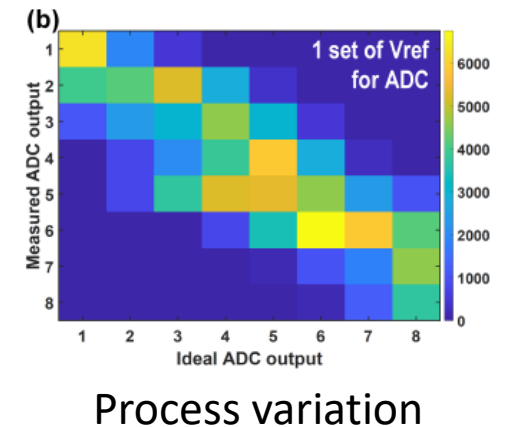 (b)
1 set of Vref
for ADC
Measured ADC output
1
2
3
4
5
6
7
8
1 2 3 4 5 6 7 8
Ideal ADC output
6000
5000
4000
3000
2000
1000
0
Process variation